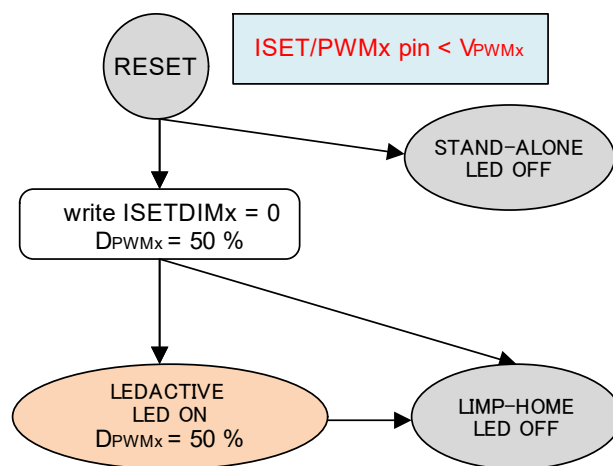 RESET
ISET/PWMx pin < VPWMx
STAND-ALONE
LED OFF
write ISETDIMx = 0
DPWMx = 50 %
LEDACTIVE
LED ON
DPWMx = 50 %
LIMP-HOME
LED OFF